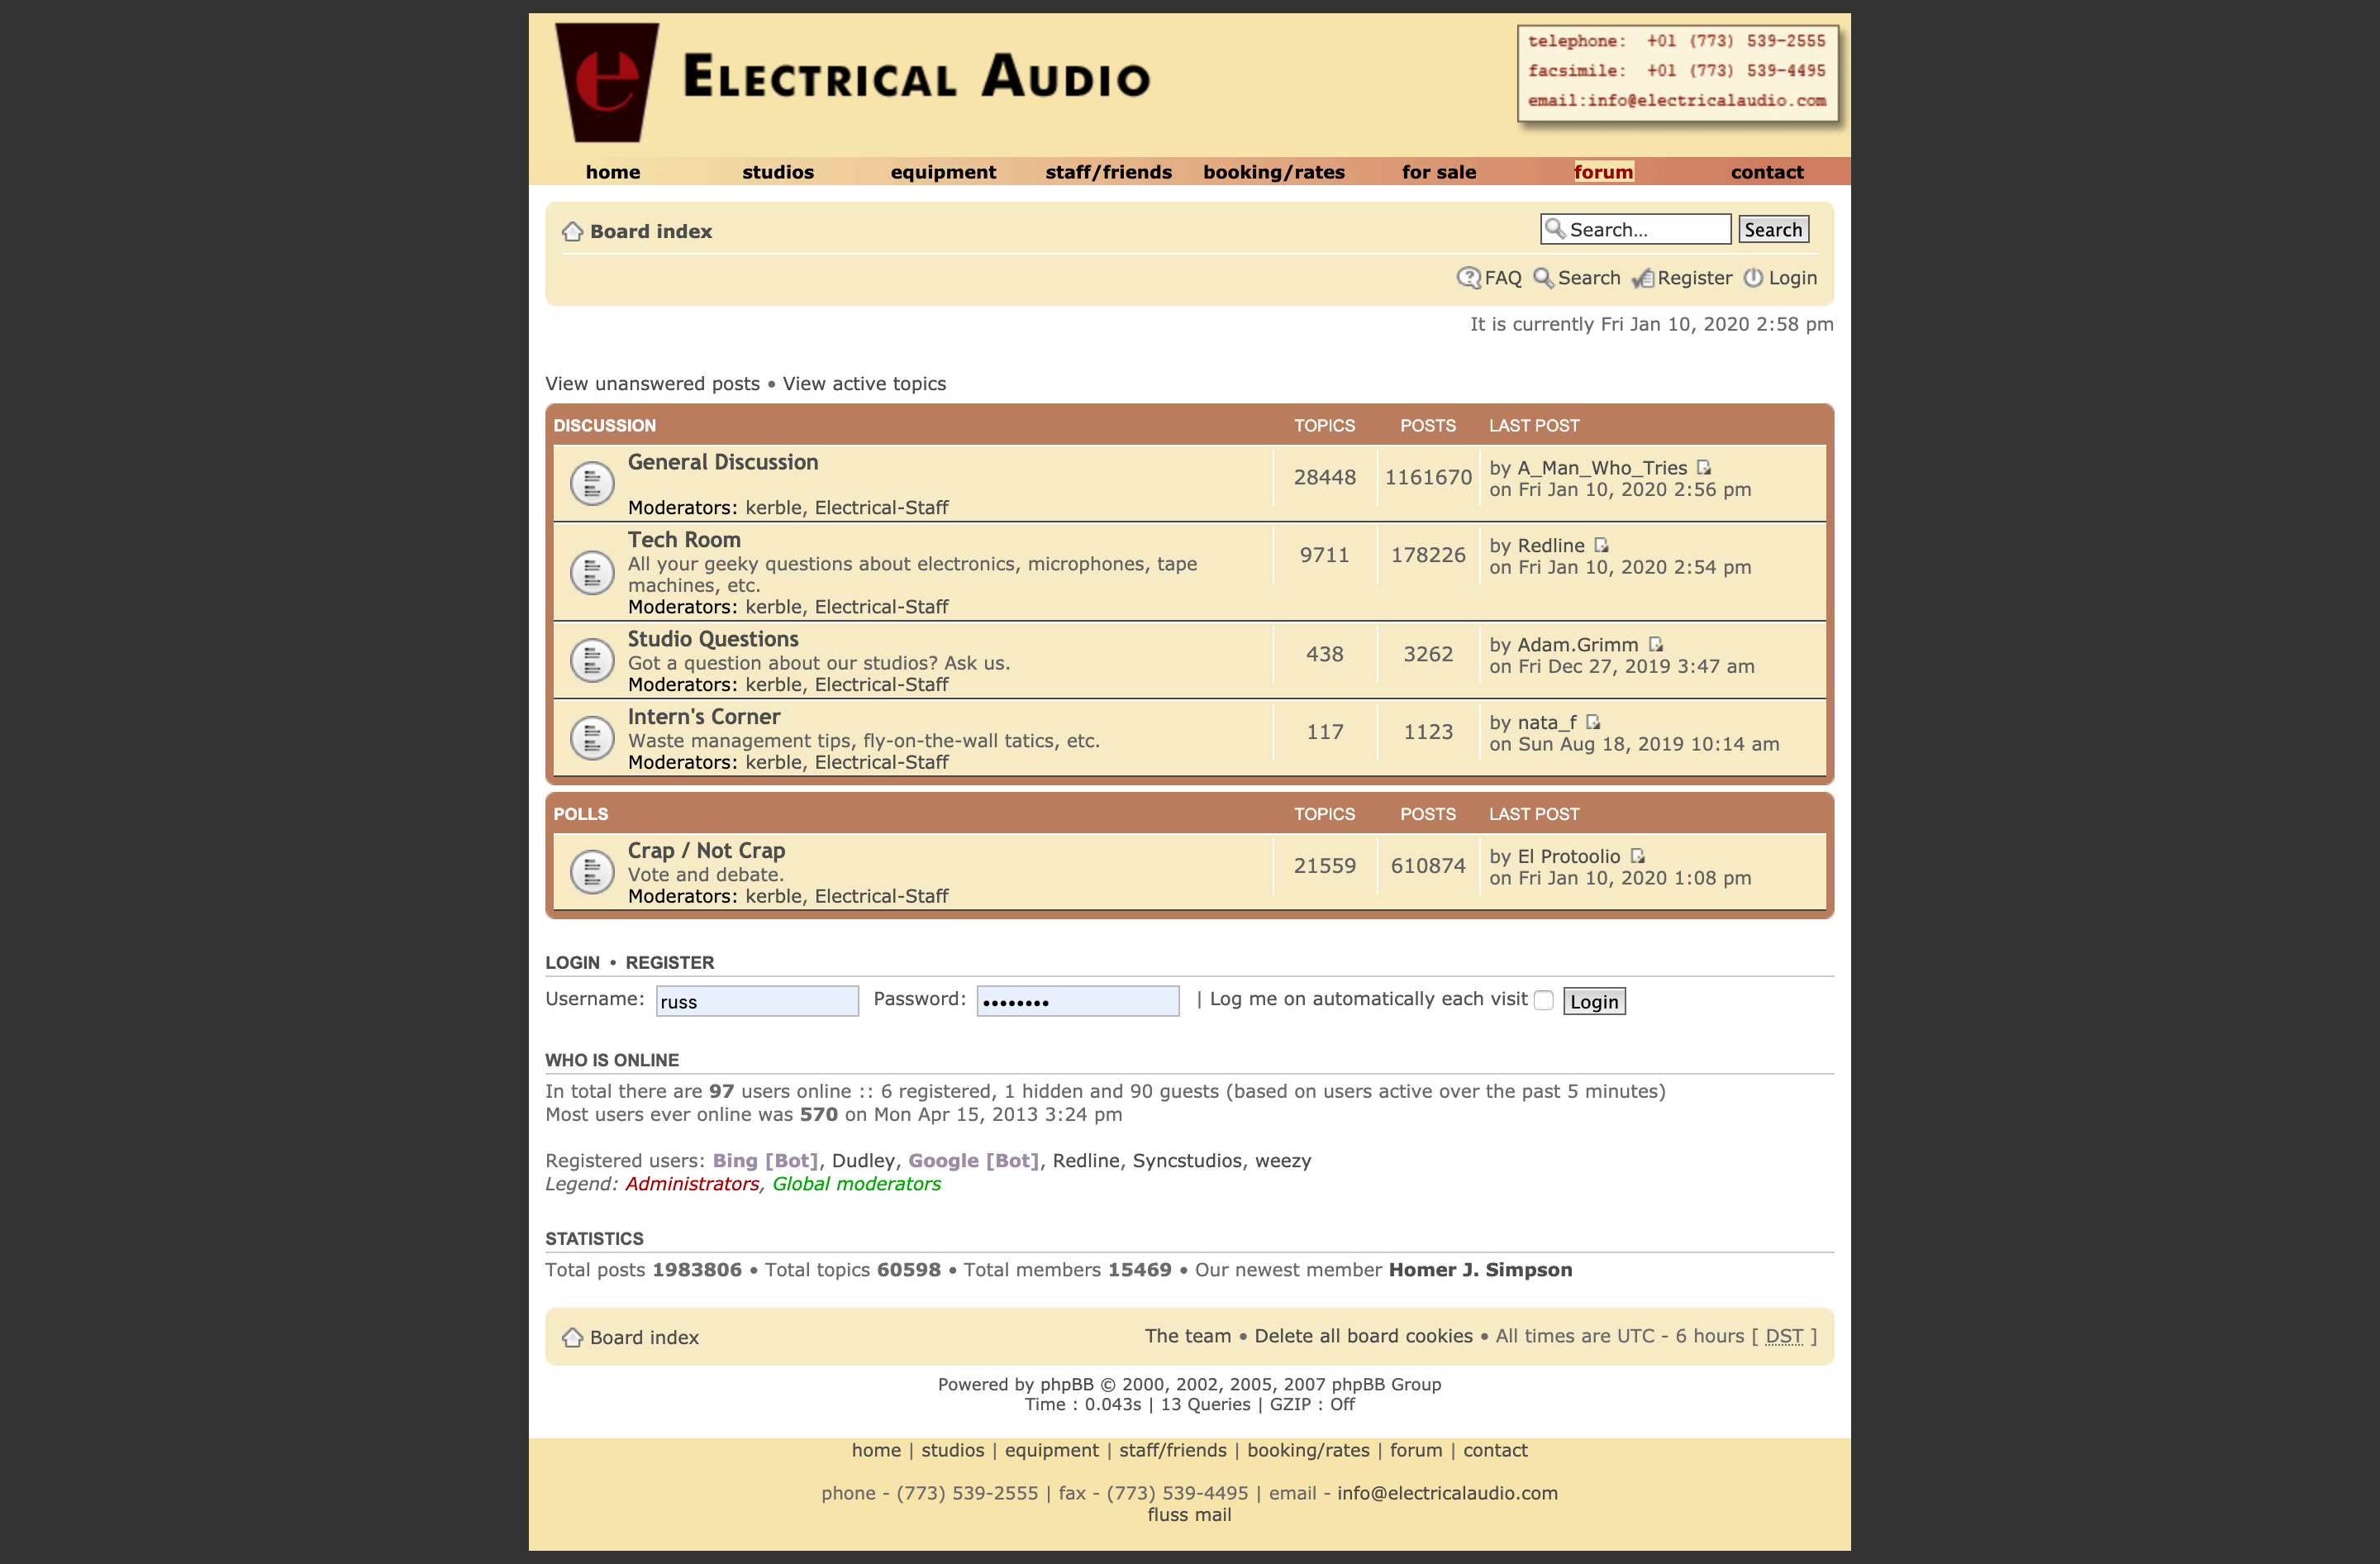 e
ELECTRICAL AUDIO
telephone: +01 (773) 539-2555
facsimile: +01 (773) 539-4495
email:info@electricalaudio.com
home studios equipment staff/friends booking/rates for sale forum contact
Board index
Search... Search
FAQ Search Register Login
It is currently Fri Jan 10, 2020 2:58 pm
View unanswered posts • View active topics
DISCUSSION TOPICS POSTS LAST POST
General Discussion
Moderators: kerble, Electrical-Staff
28448 1161670
by A_Man_Who_Tries
on Fri Jan 10, 2020 2:56 pm
Tech Room
All your geeky questions about electronics, microphones, tape
machines, etc.
Moderators: kerble, Electrical-Staff
9711 178226
by Redline
on Fri Jan 10, 2020 2:54 pm
Studio Questions
Got a question about our studios? Ask us.
Moderators: kerble, Electrical-Staff
438 3262
by Adam.Grimm
on Fri Dec 27, 2019 3:47 am
Intern's Corner
Waste management tips, fly-on-the-wall tatics, etc.
Moderators: kerble, Electrical-Staff
117 1123
by nata_f
on Sun Aug 18, 2019 10:14 am
POLLS TOPICS POSTS LAST POST
Crap / Not Crap
Vote and debate.
Moderators: kerble, Electrical-Staff
21559 610874
by El Protoolio
on Fri Jan 10, 2020 1:08 pm
LOGIN • REGISTER
Username: russ Password: •••••••• | Log me on automatically each visit Login
WHO IS ONLINE
In total there are 97 users online :: 6 registered, 1 hidden and 90 guests (based on users active over the past 5 minutes)
Most users ever online was 570 on Mon Apr 15, 2013 3:24 pm
Registered users: Bing [Bot], Dudley, Google [Bot], Redline, Syncstudios, weezy
Legend: Administrators, Global moderators
STATISTICS
Total posts 1983806 • Total topics 60598 • Total members 15469 • Our newest member Homer J. Simpson
Board index
The team • Delete all board cookies • All times are UTC - 6 hours [ DST ]
Powered by phpBB © 2000, 2002, 2005, 2007 phpBB Group
Time : 0.043s | 13 Queries | GZIP : Off
home | studios | equipment | staff/friends | booking/rates | forum | contact
phone - (773) 539-2555 | fax - (773) 539-4495 | email - info@electricalaudio.com
fluss mail